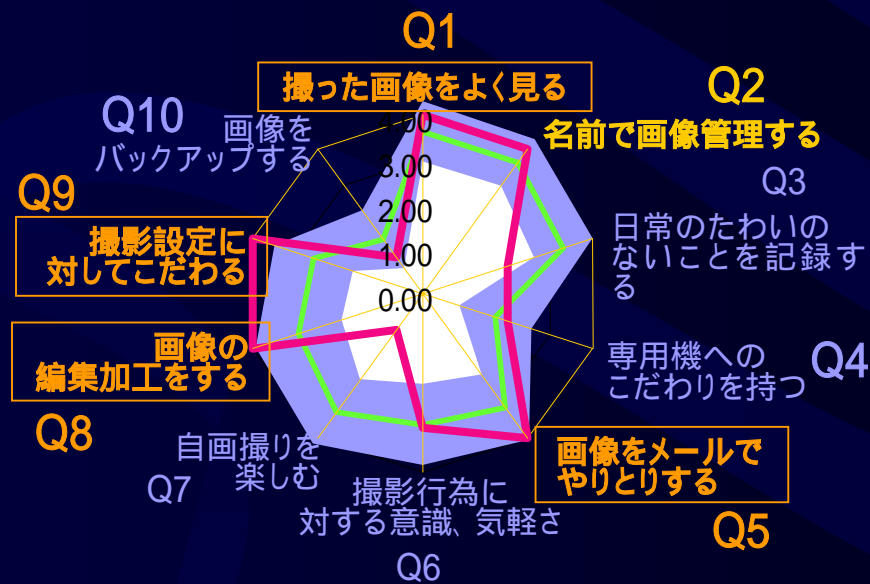 Q1
撮った画像をよく見る
Q2
名前で画像管理する
Q3
日常のたわいの
ないことを記録す
る
Q4
専用機への
こだわりを持つ
画像をメールで
やりとりする
Q5
撮影行為に
対する意識、気軽さ
Q6
自画撮りを
楽しむ
Q7
画像の
編集加工をする
Q8
Q9
撮影設定に
対してこだわる
Q10
画像を
バックアップする
4.00
3.00
2.00
1.00
0.00